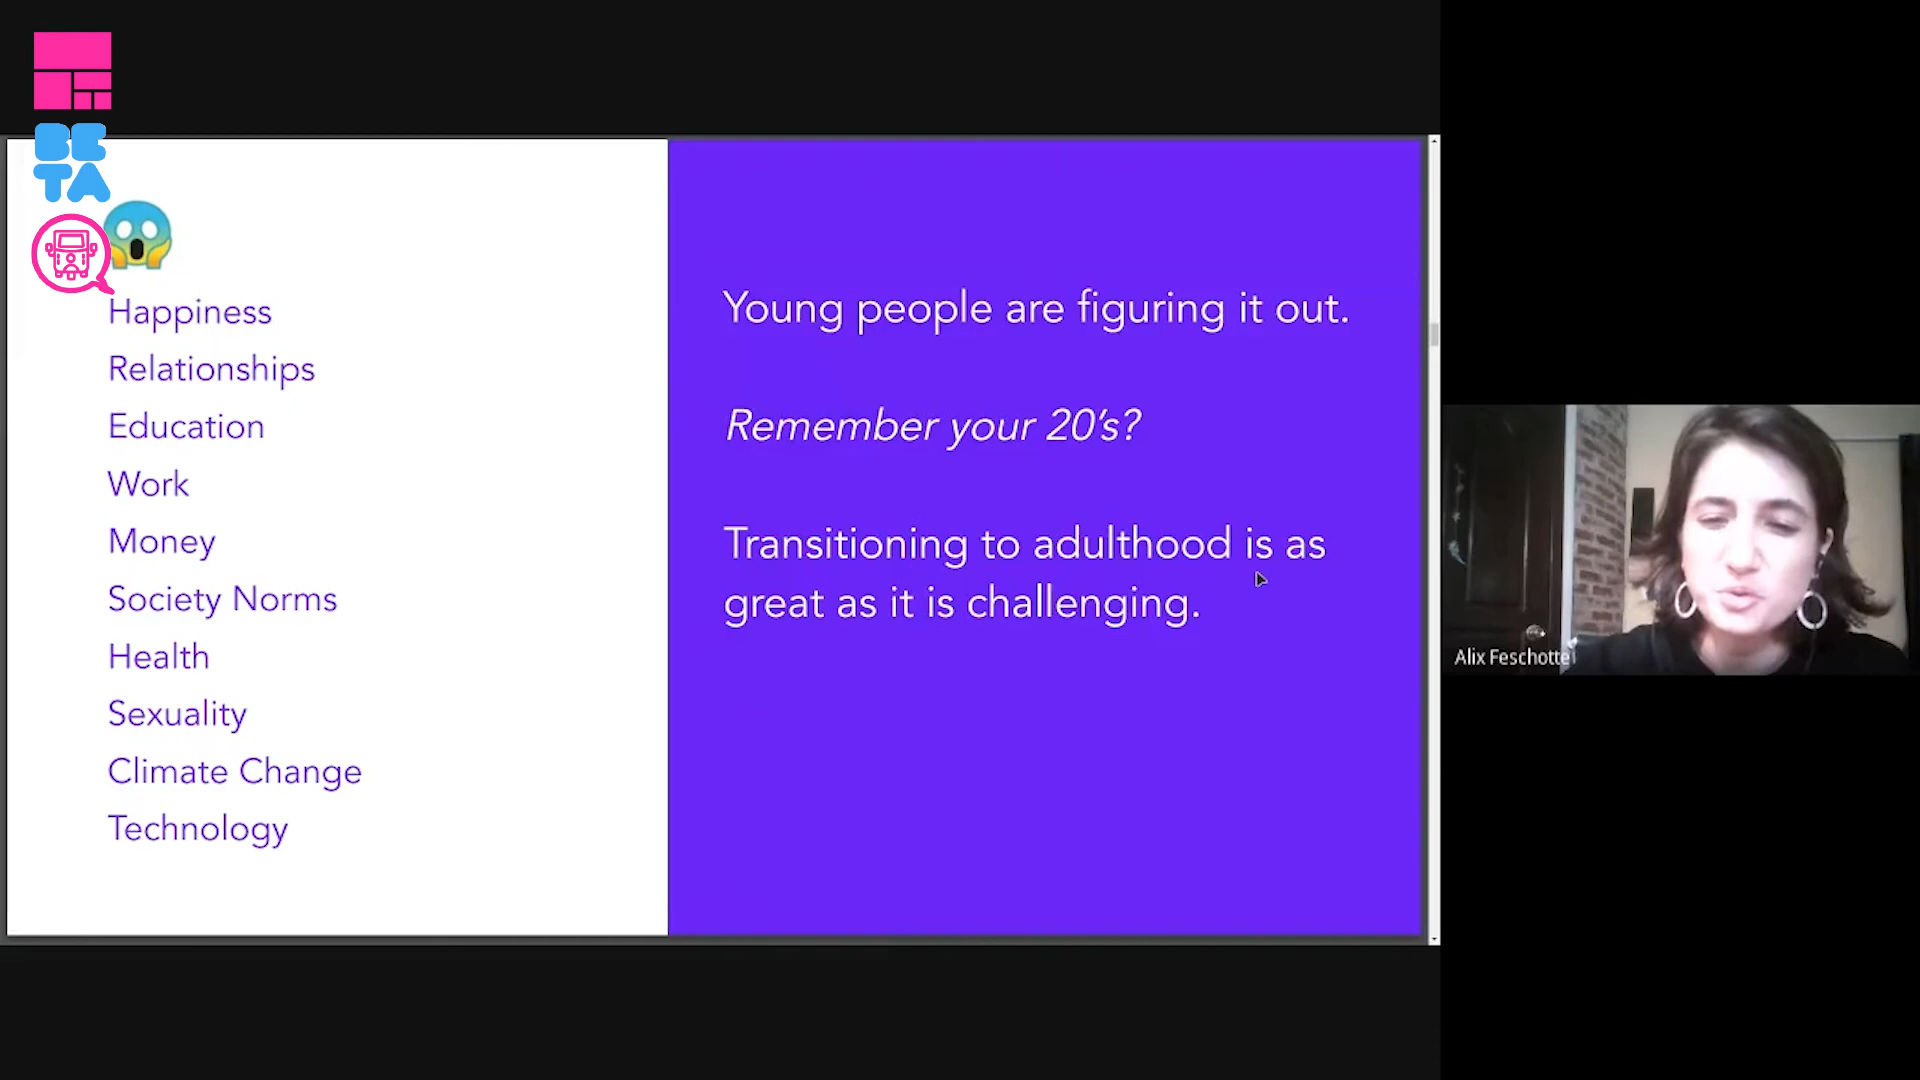 BE
TA
Happiness
Relationships
Education
Work
Money
Society Norms
Health
Sexuality
Climate Change
Technology
Young people are figuring it out.
Remember your 20's?
Transitioning to adulthood is as
great as it is challenging.
Alix Feschotte